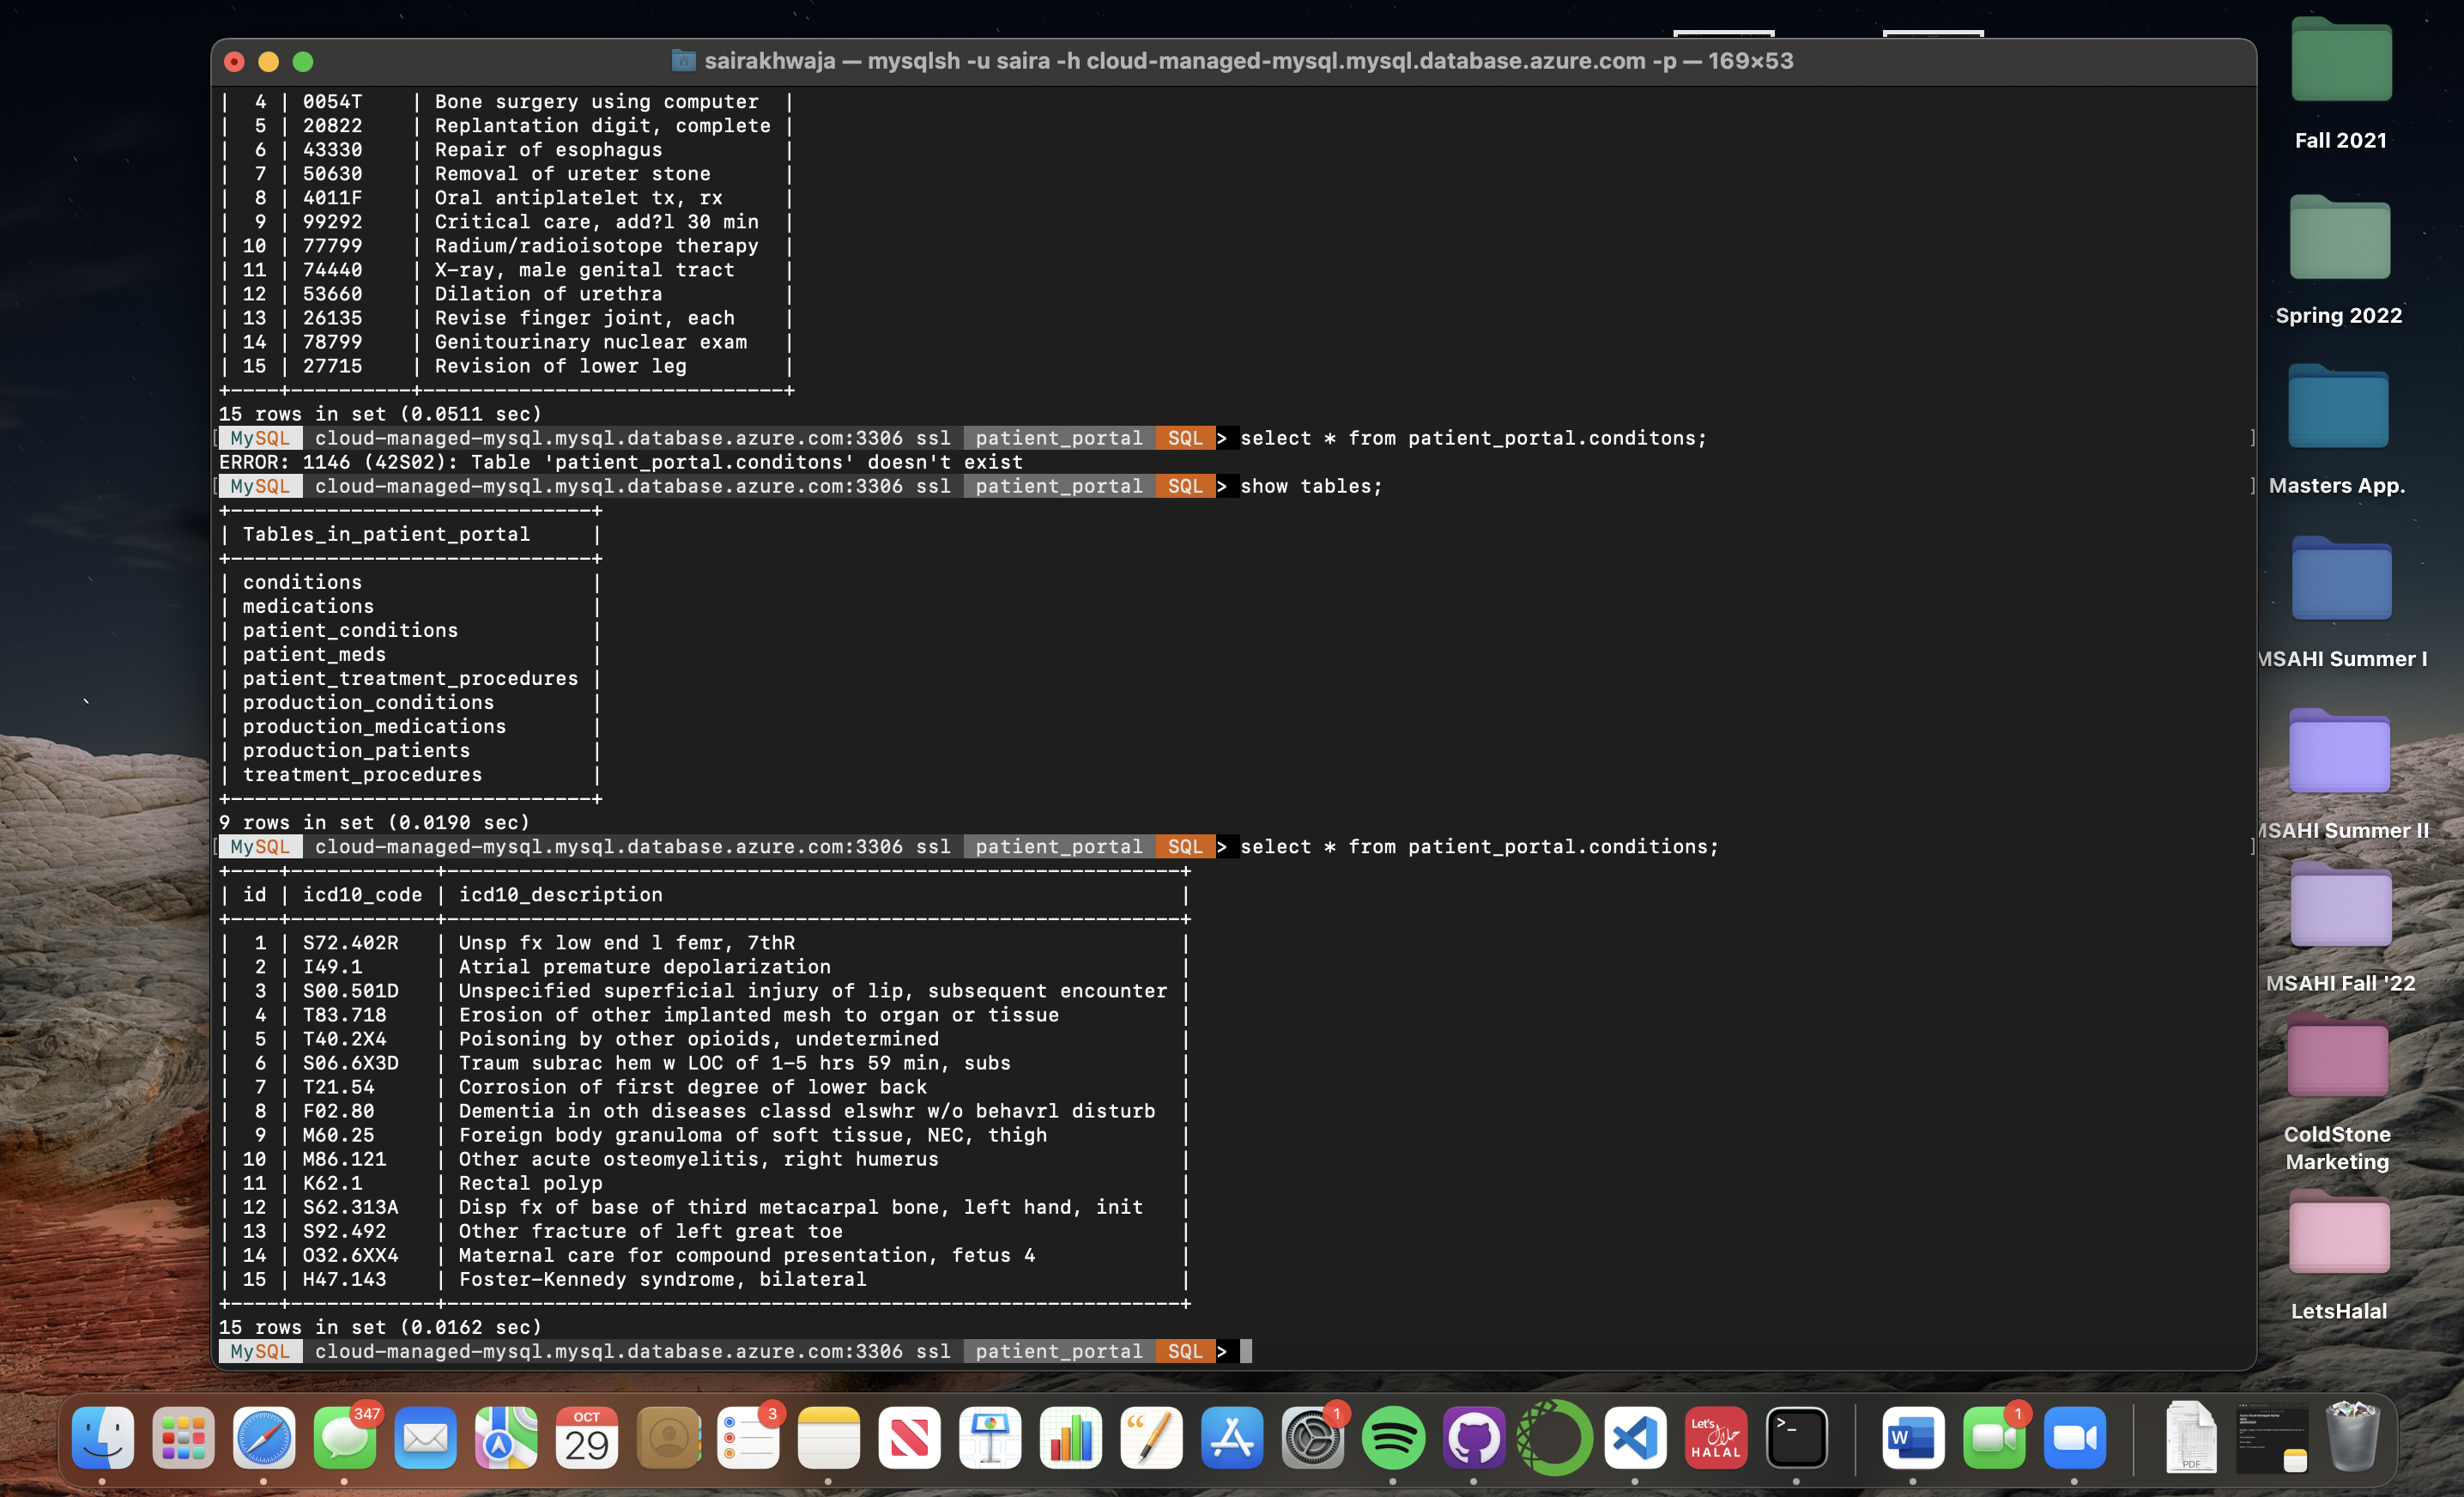 sairakhwaja — mysqlsh -u saira -h cloud-managed-mysql.mysql.database.azure.com -p — 169×53
| 4 | 0054T | Bone surgery using computer |
| 5 | 20822 | Replantation digit, complete |
| 6 | 43330 | Repair of esophagus |
| 7 | 50630 | Removal of ureter stone |
| 8 | 4011F | Oral antiplatelet tx, rx |
| 9 | 99292 | Critical care, add?l 30 min |
| 10 | 77799 | Radium/radioisotope therapy |
| 11 | 74440 | X-ray, male genital tract |
| 12 | 53660 | Dilation of urethra |
| 13 | 26135 | Revise finger joint, each |
| 14 | 78799 | Genitourinary nuclear exam |
| 15 | 27715 | Revision of lower leg |
+----+----------+------------------------------+
15 rows in set (0.0511 sec)
[ MySQL cloud-managed-mysql.mysql.database.azure.com:3306 ssl patient_portal SQL > select * from patient_portal.conditons; ]
ERROR: 1146 (42S02): Table 'patient_portal.conditons' doesn't exist
[ MySQL cloud-managed-mysql.mysql.database.azure.com:3306 ssl patient_portal SQL > show tables; ]
+------------------------------+
| Tables_in_patient_portal |
+------------------------------+
| conditions |
| medications |
| patient_conditions |
| patient_meds |
| patient_treatment_procedures |
| production_conditions |
| production_medications |
| production_patients |
| treatment_procedures |
+------------------------------+
9 rows in set (0.0190 sec)
[ MySQL cloud-managed-mysql.mysql.database.azure.com:3306 ssl patient_portal SQL > select * from patient_portal.conditions; ]
+----+------------+-------------------------------------------------------------+
| id | icd10_code | icd10_description |
+----+------------+-------------------------------------------------------------+
| 1 | S72.402R | Unsp fx low end l femr, 7thR |
| 2 | I49.1 | Atrial premature depolarization |
| 3 | S00.501D | Unspecified superficial injury of lip, subsequent encounter |
| 4 | T83.718 | Erosion of other implanted mesh to organ or tissue |
| 5 | T40.2X4 | Poisoning by other opioids, undetermined |
| 6 | S06.6X3D | Traum subrac hem w LOC of 1-5 hrs 59 min, subs |
| 7 | T21.54 | Corrosion of first degree of lower back |
| 8 | F02.80 | Dementia in oth diseases classd elswhr w/o behavrl disturb |
| 9 | M60.25 | Foreign body granuloma of soft tissue, NEC, thigh |
| 10 | M86.121 | Other acute osteomyelitis, right humerus |
| 11 | K62.1 | Rectal polyp |
| 12 | S62.313A | Disp fx of base of third metacarpal bone, left hand, init |
| 13 | S92.492 | Other fracture of left great toe |
| 14 | O32.6XX4 | Maternal care for compound presentation, fetus 4 |
| 15 | H47.143 | Foster-Kennedy syndrome, bilateral |
+----+------------+-------------------------------------------------------------+
15 rows in set (0.0162 sec)
MySQL cloud-managed-mysql.mysql.database.azure.com:3306 ssl patient_portal SQL >
Fall 2021
Spring 2022
Masters App.
MSAHI Summer I
MSAHI Summer II
MSAHI Fall '22
ColdStone
Marketing
LetsHalal
347
OCT
29
3
1
Let's
HALAL
>_
W
1
PDF